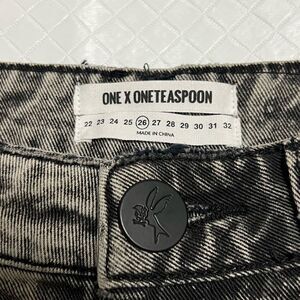 ONE X ONETEASPOON
22 23 24 25 26 27 28 29 30 31 32
MADE IN CHINA